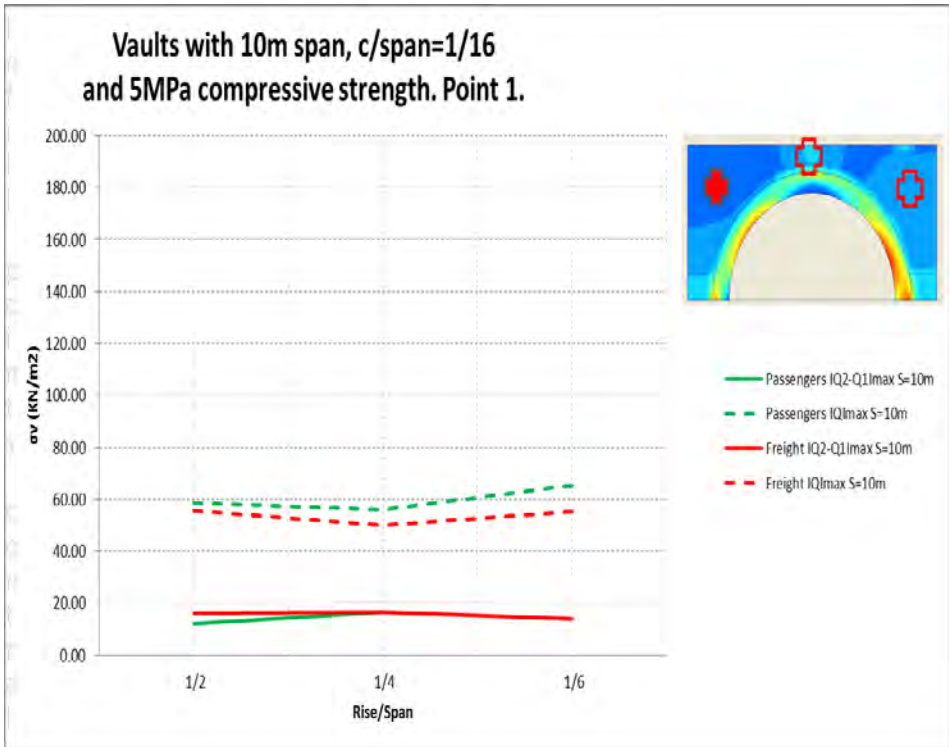 Vaults with 10m span, c/span=1/16
and 5MPa compressive strength. Point 1.
200.00
180.00
160.00
140.00
120.00
100.00
80.00
60.00
40.00
20.00
0.00
σv (KN/m2)
1/2
1/4
1/6
Rise/Span
Passengers IQ2-Q1Imax S=10m
Passengers IQImax S=10m
Freight IQ2-Q1Imax S=10m
Freight IQImax S=10m